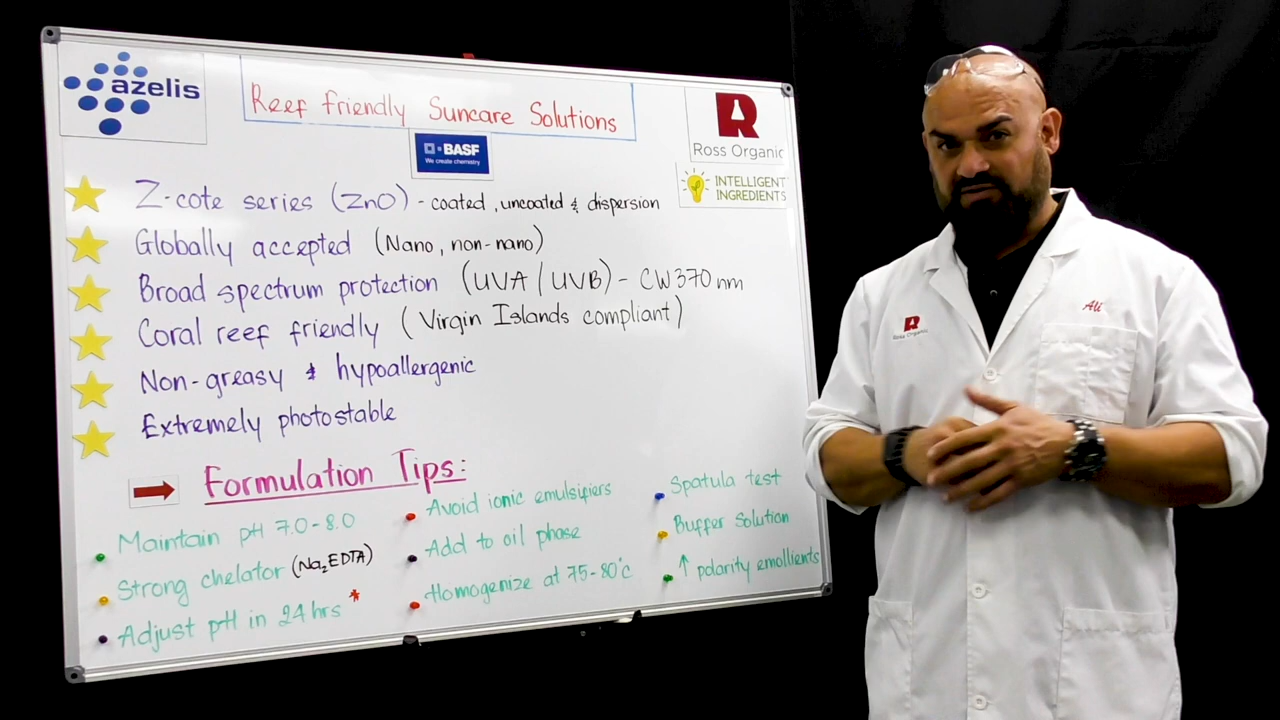 azelis
Reef friendly Suncare Solutions
BASF
We create chemistry
R
Ross Organic
INTELLIGENT
INGREDIENTS
Z-cote series (ZnO) - coated, uncoated & dispersion
Globally accepted (Nano, non-nano)
Broad spectrum protection (UVA/UVB) - CW370 nm
Coral reef friendly (Virgin Islands compliant)
Non-greasy & hypoallergenic
Extremely photostable
Formulation Tips:
Maintain pH 7.0-8.0
Strong chelator (Na₂EDTA)
Adjust pH in 24 hrs *
Avoid ionic emulsifiers
Add to oil phase
Homogenize at 75-80°c
Spatula test
Buffer solution
↑ polarity emollients
R
Ross Organic
Ali